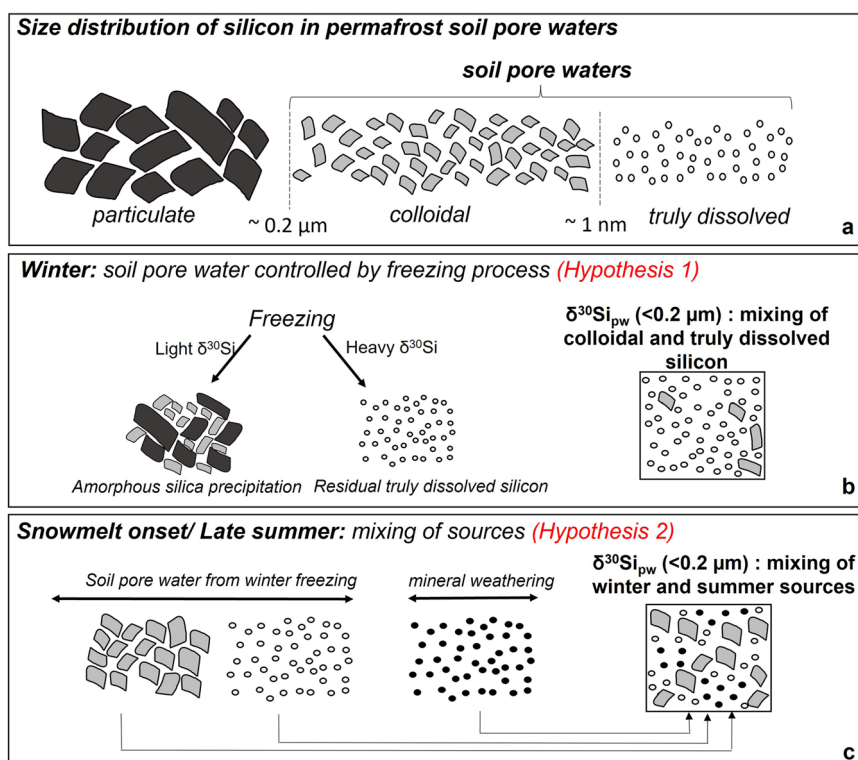 Size distribution of silicon in permafrost soil pore waters
soil pore waters
particulate
~ 0.2 µm
colloidal
~ 1 nm
truly dissolved
a
Winter: soil pore water controlled by freezing process (Hypothesis 1)
Freezing
Light δ³⁰Si
Heavy δ³⁰Si
Amorphous silica precipitation
Residual truly dissolved silicon
δ³⁰Siₚw (<0.2 µm) : mixing of
colloidal and truly dissolved
silicon
b
Snowmelt onset/ Late summer: mixing of sources (Hypothesis 2)
Soil pore water from winter freezing
mineral weathering
δ³⁰Siₚw (<0.2 µm) : mixing of
winter and summer sources
c